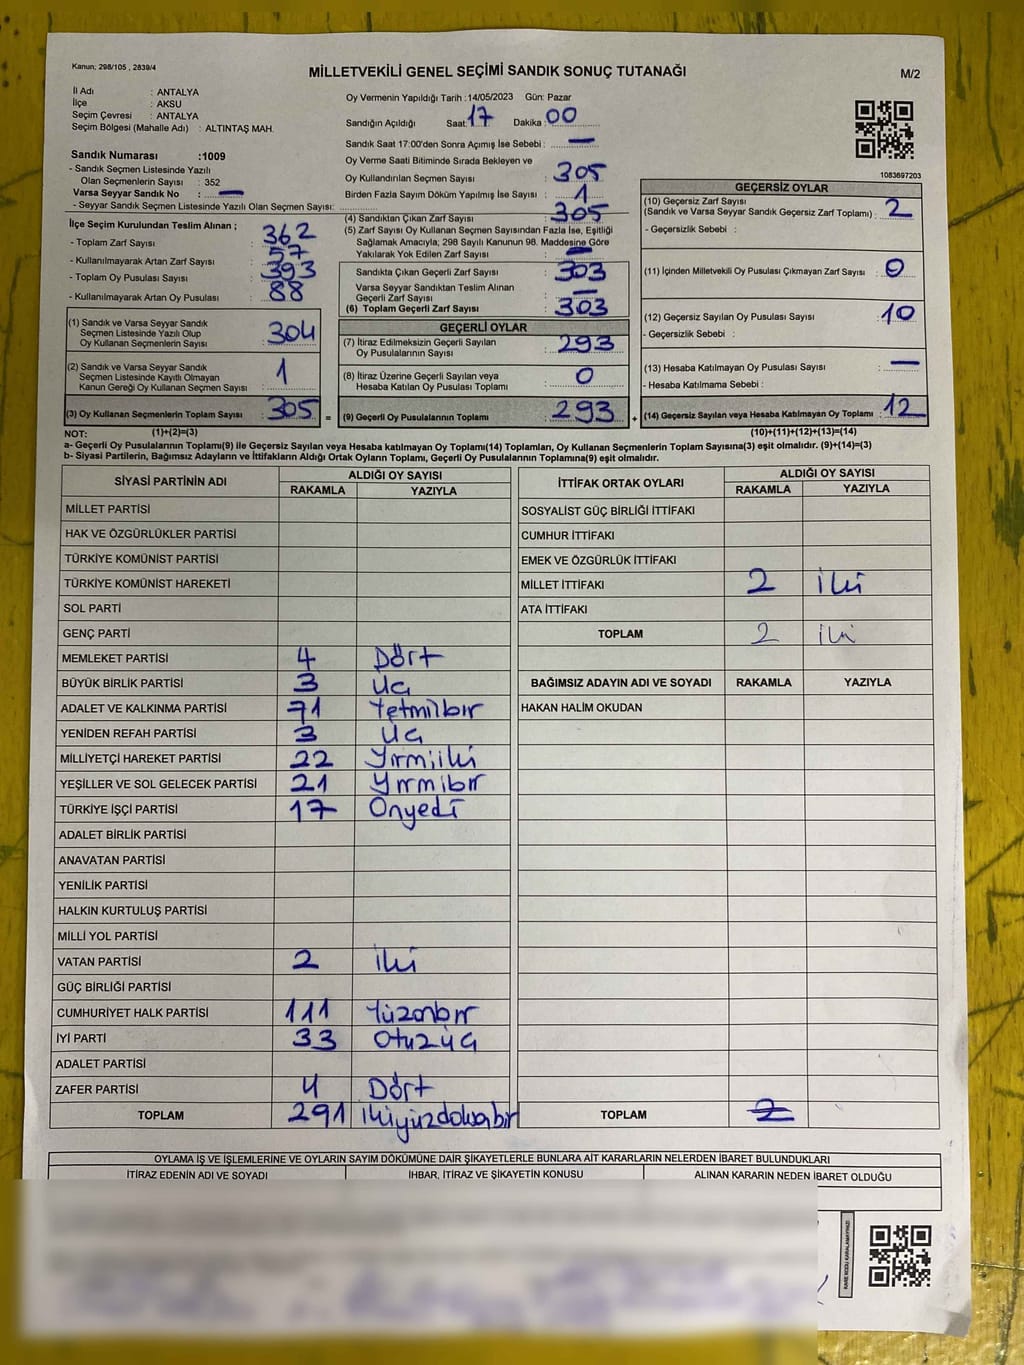 Kanun: 298/105 , 2839/4
MİLLETVEKİLİ GENEL SEÇİMİ SANDIK SONUÇ TUTANAĞI
M/2
İl Adı : ANTALYA
İlçe : AKSU
Seçim Çevresi : ANTALYA
Seçim Bölgesi (Mahalle Adı) : ALTINTAŞ MAH.
Oy Vermenin Yapıldığı Tarih :14/05/2023 Gün: Pazar
Sandığın Açıldığı Saat: 17 Dakika : 00
Sandık Saat 17:00'den Sonra Açımış İse Sebebi : —
Oy Verme Saati Bitiminde Sırada Bekleyen ve
Oy Kullandırılan Seçmen Sayısı : 305
Birden Fazla Sayım Döküm Yapılmış İse Sayısı : 1
Sandık Numarası :1009
- Sandık Seçmen Listesinde Yazılı
Olan Seçmenlerin Sayısı : 352
Varsa Seyyar Sandık No : —
- Seyyar Sandık Seçmen Listesinde Yazılı Olan Seçmen Sayısı:
İlçe Seçim Kurulundan Teslim Alınan ;
- Toplam Zarf Sayısı : 362
- Kullanılmayarak Artan Zarf Sayısı : 57
- Toplam Oy Pusulası Sayısı : 393
- Kullanılmayarak Artan Oy Pusulası : 88
(1) Sandık ve Varsa Seyyar Sandık
Seçmen Listesinde Yazılı Olup
Oy Kullanan Seçmenlerin Sayısı : 304
(2) Sandık ve Varsa Seyyar Sandık
Seçmen Listesinde Kayıtlı Olmayan
Kanun Gereği Oy Kullanan Seçmen Sayısı : 1
(3) Oy Kullanan Seçmenlerin Toplam Sayısı : 305 =
(4) Sandıktan Çıkan Zarf Sayısı : 305
(5) Zarf Sayısı Oy Kullanan Seçmen Sayısından Fazla İse, Eşitliği
Sağlamak Amacıyla; 298 Sayılı Kanunun 98. Maddesine Göre
Yakılarak Yok Edilen Zarf Sayısı : —
Sandıkta Çıkan Geçerli Zarf Sayısı : 303
Varsa Seyyar Sandıktan Teslim Alınan
Geçerli Zarf Sayısı : —
(6) Toplam Geçerli Zarf Sayısı : 303
GEÇERLİ OYLAR
(7) İtiraz Edilmeksizin Geçerli Sayılan
Oy Pusulalarının Sayısı : 293
(8) İtiraz Üzerine Geçerli Sayılan veya
Hesaba Katılan Oy Pusulası Toplamı : 0
(9) Geçerli Oy Pusulalarının Toplamı : 293 +
1083697203
GEÇERSİZ OYLAR
(10) Geçersiz Zarf Sayısı
(Sandık ve Varsa Seyyar Sandık Geçersiz Zarf Toplamı) : 2
- Geçersizlik Sebebi :
(11) İçinden Milletvekili Oy Pusulası Çıkmayan Zarf Sayısı : 0
(12) Geçersiz Sayılan Oy Pusulası Sayısı : 10
- Geçersizlik Sebebi :
(13) Hesaba Katılmayan Oy Pusulası Sayısı : —
- Hesaba Katılmama Sebebi :
(14) Geçersiz Sayılan veya Hesaba Katılmayan Oy Toplamı : 12
NOT: (1)+(2)=(3) (10)+(11)+(12)+(13)=(14)
a- Geçerli Oy Pusulalarının Toplamı(9) ile Geçersiz Sayılan veya Hesaba katılmayan Oy Toplamı(14) Toplamları, Oy Kullanan Seçmenlerin Toplam Sayısına(3) eşit olmalıdır. (9)+(14)=(3)
b- Siyasi Partilerin, Bağımsız Adayların ve İttifakların Aldığı Ortak Oyların Toplamı, Geçerli Oy Pusulalarının Toplamına(9) eşit olmalıdır.
SİYASİ PARTİNİN ADI ALDIĞI OY SAYISI
RAKAMLA YAZIYLA
MİLLET PARTİSİ
HAK VE ÖZGÜRLÜKLER PARTİSİ
TÜRKİYE KOMÜNİST PARTİSİ
TÜRKİYE KOMÜNİST HAREKETİ
SOL PARTİ
GENÇ PARTİ
MEMLEKET PARTİSİ 4 Dört
BÜYÜK BİRLİK PARTİSİ 3 Üç
ADALET VE KALKINMA PARTİSİ 71 Yetmilbır
YENİDEN REFAH PARTİSİ 3 Üç
MİLLİYETÇİ HAREKET PARTİSİ 22 Yırmiiki
YEŞİLLER VE SOL GELECEK PARTİSİ 21 Yırmıbır
TÜRKİYE İŞÇİ PARTİSİ 17 Onyedi
ADALET BİRLİK PARTİSİ
ANAVATAN PARTİSİ
YENİLİK PARTİSİ
HALKIN KURTULUŞ PARTİSİ
MİLLİ YOL PARTİSİ
VATAN PARTİSİ 2 İki
GÜÇ BİRLİĞİ PARTİSİ
CUMHURİYET HALK PARTİSİ 111 Yüzonbır
İYİ PARTİ 33 Otuzüç
ADALET PARTİSİ
ZAFER PARTİSİ 4 Dört
TOPLAM 291 İkiyüzdoksabir
İTTİFAK ORTAK OYLARI ALDIĞI OY SAYISI
RAKAMLA YAZIYLA
SOSYALİST GÜÇ BİRLİĞİ İTTİFAKI
CUMHUR İTTİFAKI
EMEK VE ÖZGÜRLÜK İTTİFAKI
MİLLET İTTİFAKI 2 İki
ATA İTTİFAKI
TOPLAM 2 İki
BAĞIMSIZ ADAYIN ADI VE SOYADI RAKAMLA YAZIYLA
HAKAN HALİM OKUDAN
TOPLAM 2
OYLAMA İŞ VE İŞLEMLERİNE VE OYLARIN SAYIM DÖKÜMÜNE DAİR ŞİKAYETLERLE BUNLARA AİT KARARLARIN NELERDEN İBARET BULUNDUKLARI
İTİRAZ EDENİN ADI VE SOYADI İHBAR, İTİRAZ VE ŞİKAYETİN KONUSU ALINAN KARARIN NEDEN İBARET OLDUĞU